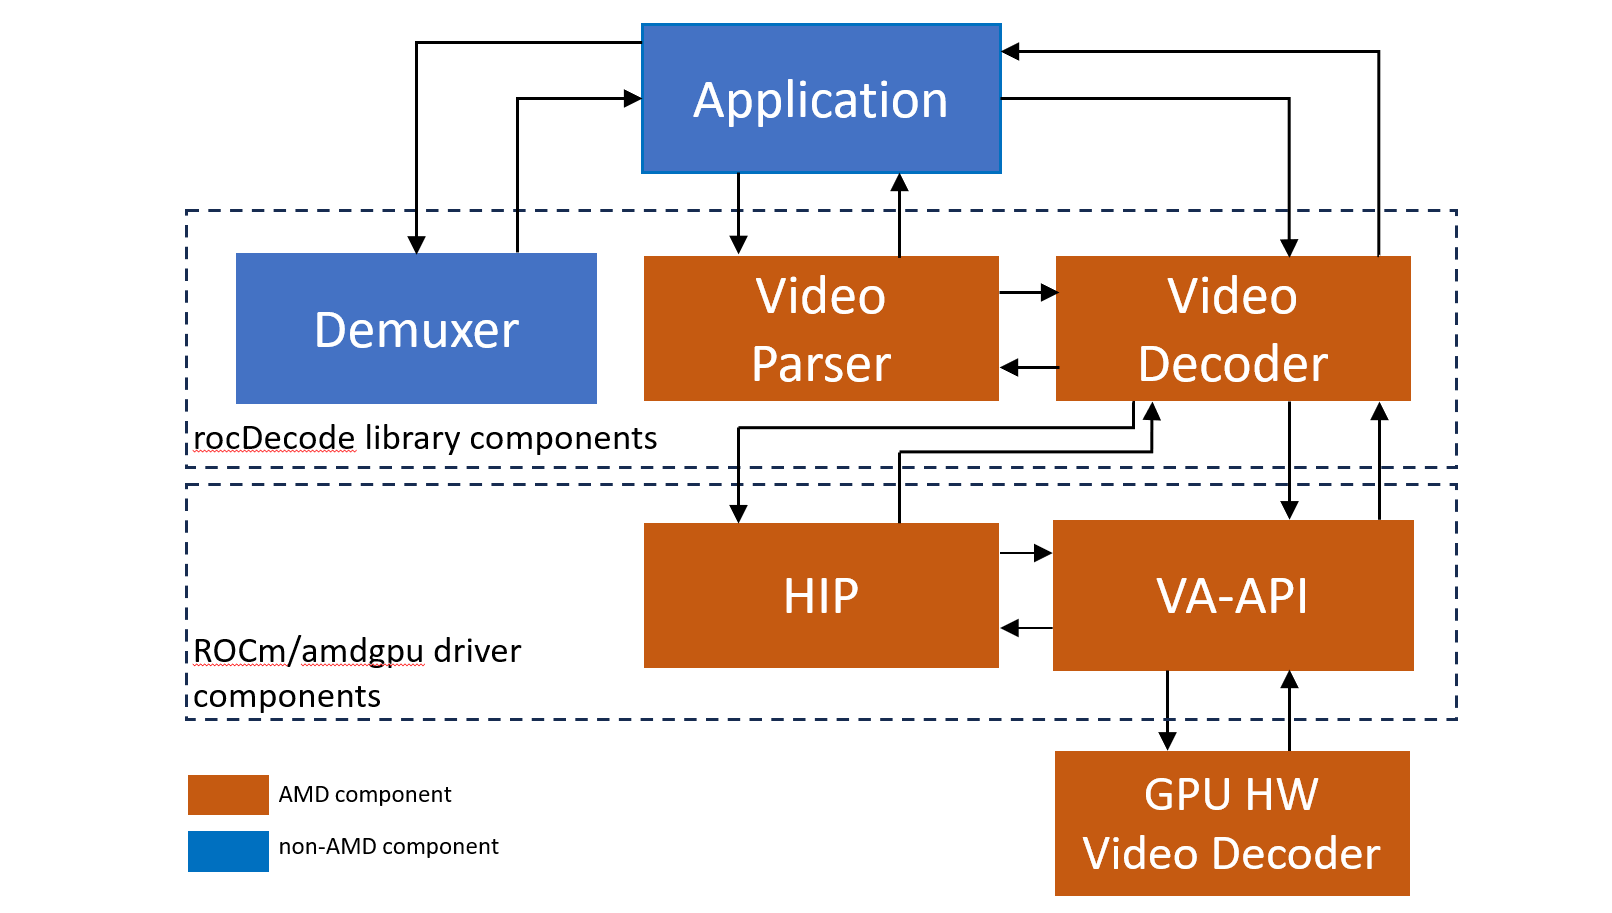 Application
Demuxer
Video
Parser
Video
Decoder
rocDecode library components
HIP
VA-API
ROCm/amdgpu driver
components
GPU HW
Video Decoder
AMD component
non-AMD component